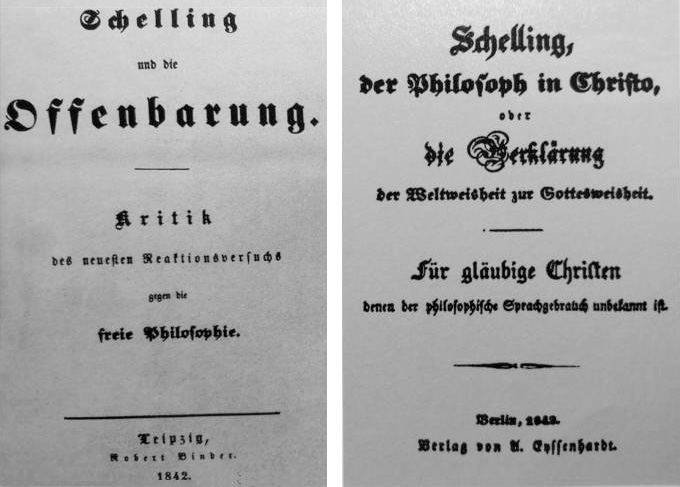 Schelling
und die
Offenbarung.
Kritik
des neuesten Reaktionsversuchs
gegen die
freie Philosophie.
Leipzig,
Robert Binder.
1842.
Schelling,
der Philosoph in Christo,
oder
die Verklärung
der Weltweisheit zur Gottesweisheit.
Für gläubige Christen
denen der philosophische Sprachgebrauch unbekannt ist.
Berlin, 1842.
Verlag von A. Eyssenhardt.